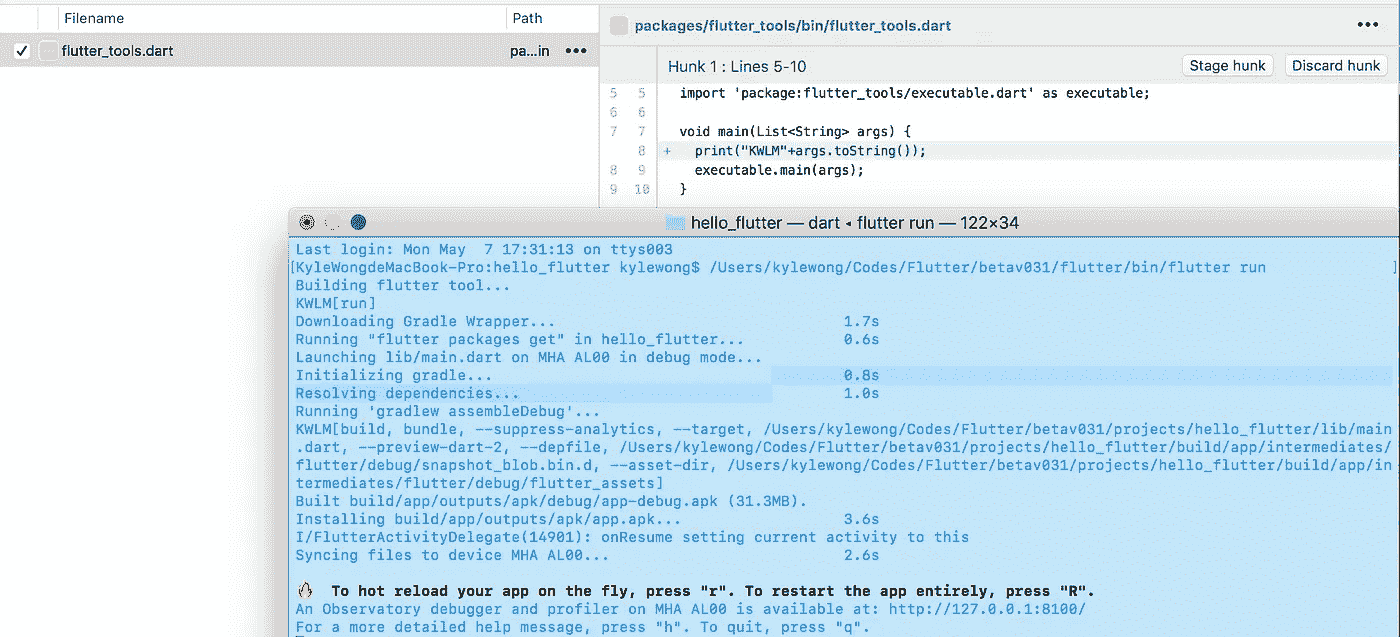 Filename Path
flutter_tools.dart pa...in •••
packages/flutter_tools/bin/flutter_tools.dart •••
Hunk 1 : Lines 5-10 Stage hunk Discard hunk
5 5 import 'package:flutter_tools/executable.dart' as executable;
6 6
7 7 void main(List<String> args) {
8 + print("KWLM"+args.toString());
8 9 executable.main(args);
9 10 }
hello_flutter — dart ◂ flutter run — 122×34
Last login: Mon May  7 17:31:13 on ttys003
[KyleWongdeMacBook-Pro:hello_flutter kylewong$ /Users/kylewong/Codes/Flutter/betav031/flutter/bin/flutter run ]
Building flutter tool...
KWLM[run]
Downloading Gradle Wrapper... 1.7s
Running "flutter packages get" in hello_flutter... 0.6s
Launching lib/main.dart on MHA AL00 in debug mode...
Initializing gradle... 0.8s
Resolving dependencies... 1.0s
Running 'gradlew assembleDebug'...
KWLM[build, bundle, --suppress-analytics, --target, /Users/kylewong/Codes/Flutter/betav031/projects/hello_flutter/lib/main
.dart, --preview-dart-2, --depfile, /Users/kylewong/Codes/Flutter/betav031/projects/hello_flutter/build/app/intermediates/
flutter/debug/snapshot_blob.bin.d, --asset-dir, /Users/kylewong/Codes/Flutter/betav031/projects/hello_flutter/build/app/in
termediates/flutter/debug/flutter_assets]
Built build/app/outputs/apk/debug/app-debug.apk (31.3MB).
Installing build/app/outputs/apk/app.apk... 3.6s
I/FlutterActivityDelegate(14901): onResume setting current activity to this
Syncing files to device MHA AL00... 2.6s
🔥 To hot reload your app on the fly, press "r". To restart the app entirely, press "R".
An Observatory debugger and profiler on MHA AL00 is available at: http://127.0.0.1:8100/
For a more detailed help message, press "h". To quit, press "q".